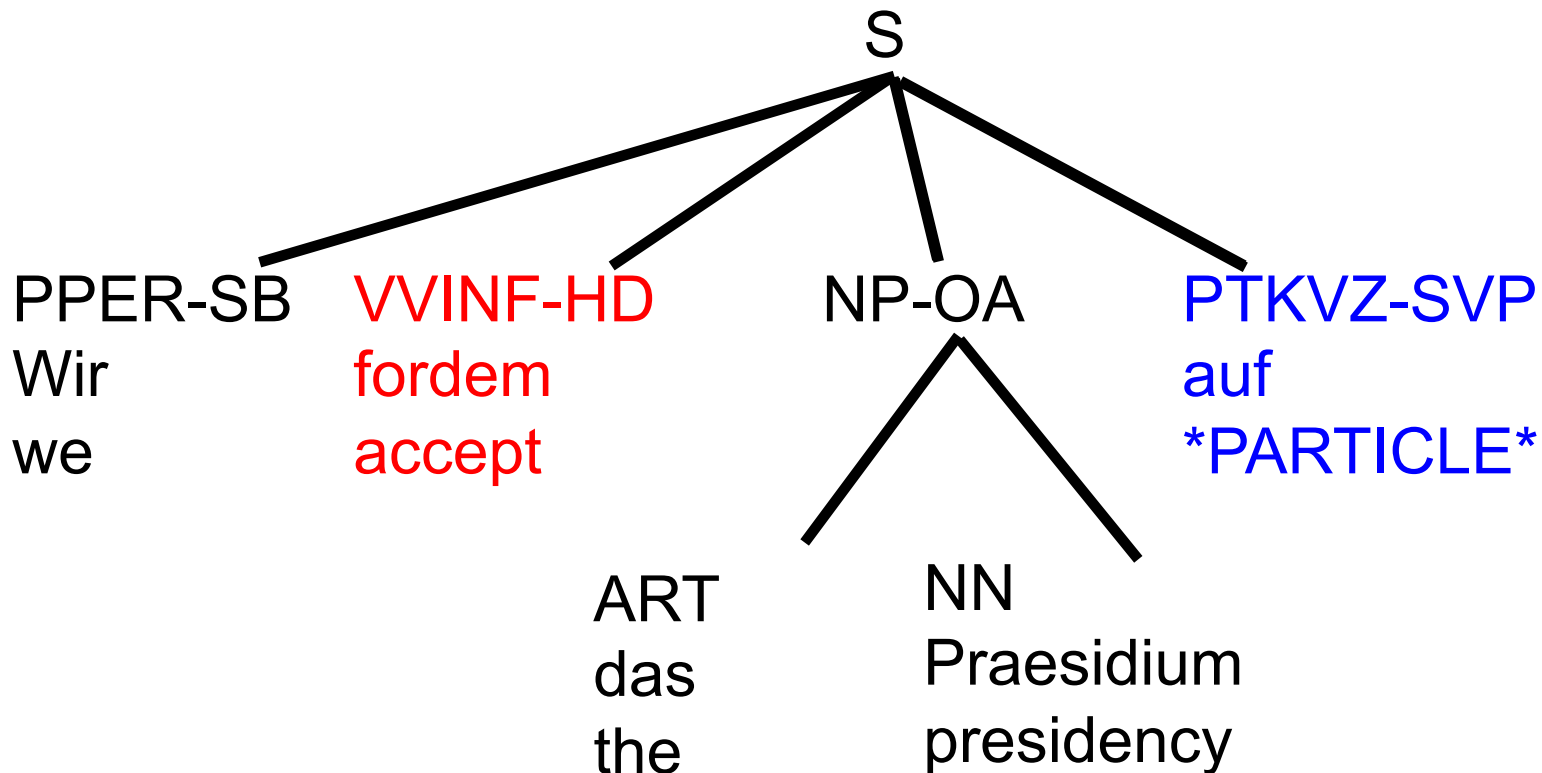 S
PPER-SB VVINF-HD NP-OA PTKVZ-SVP
Wir fordem auf
we accept *PARTICLE*
ART NN
das Praesidium
the presidency